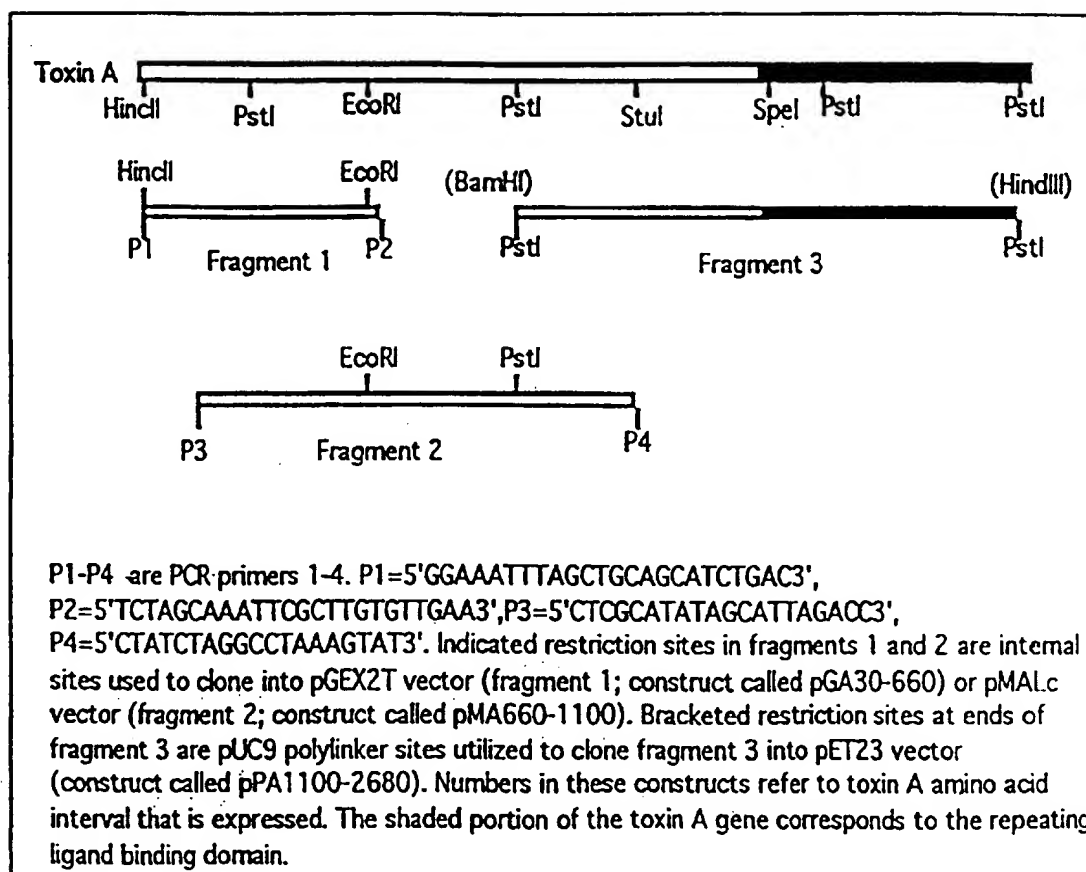 Toxin A
HincII PstI EcoRI PstI StuI SpeI PstI PstI
HincII EcoRI (BamHI) (HindIII)
P1 Fragment 1 P2 PstI Fragment 3 PstI
EcoRI PstI
P3 Fragment 2 P4
P1-P4 are PCR primers 1-4. P1=5'GGAAATTTAGCTGCAGCATCTGAC3',
P2=5'TCTAGCAAATTCGCTTGTGTTGAA3',P3=5'CTCGCATATAGCATTAGACC3',
P4=5'CTATCTAGGCCTAAAGTAT3'. Indicated restriction sites in fragments 1 and 2 are internal
sites used to clone into pGEX2T vector (fragment 1; construct called pGA30-660) or pMALc
vector (fragment 2; construct called pMA660-1100). Bracketed restriction sites at ends of
fragment 3 are pUC9 polylinker sites utilized to clone fragment 3 into pET23 vector
(construct called pPA1100-2680). Numbers in these constructs refer to toxin A amino acid
interval that is expressed. The shaded portion of the toxin A gene corresponds to the repeating
ligand binding domain.